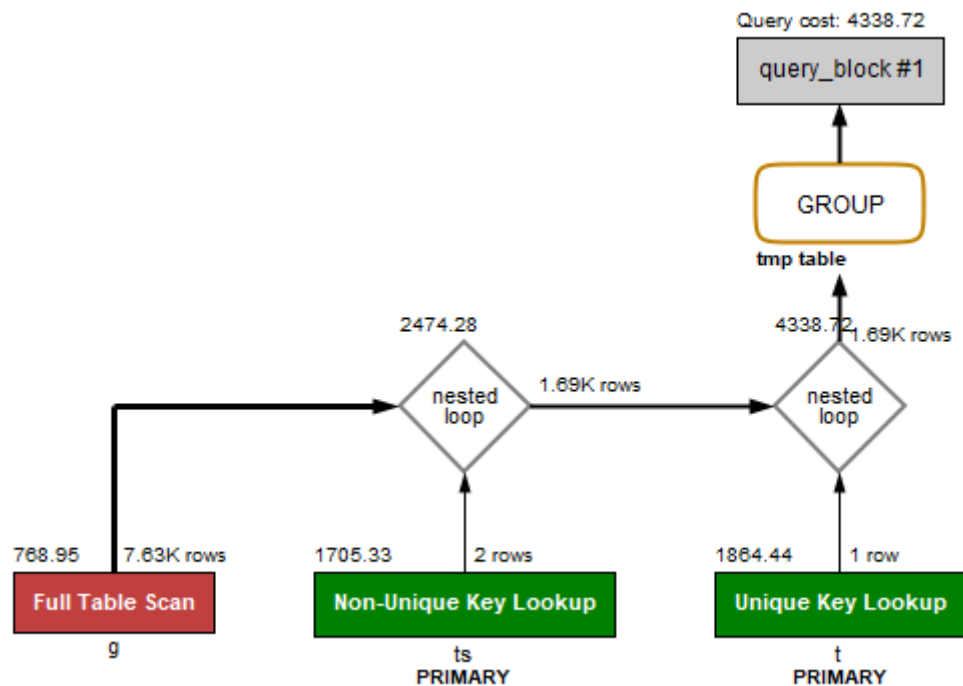 Query cost: 4338.72
query_block #1
GROUP
tmp table
2474.28
4338.72
1.69K rows
nested
loop
1.69K rows
nested
loop
768.95
7.63K rows
1705.33
2 rows
1864.44
1 row
Full Table Scan
Non-Unique Key Lookup
Unique Key Lookup
g
ts
t
PRIMARY
PRIMARY